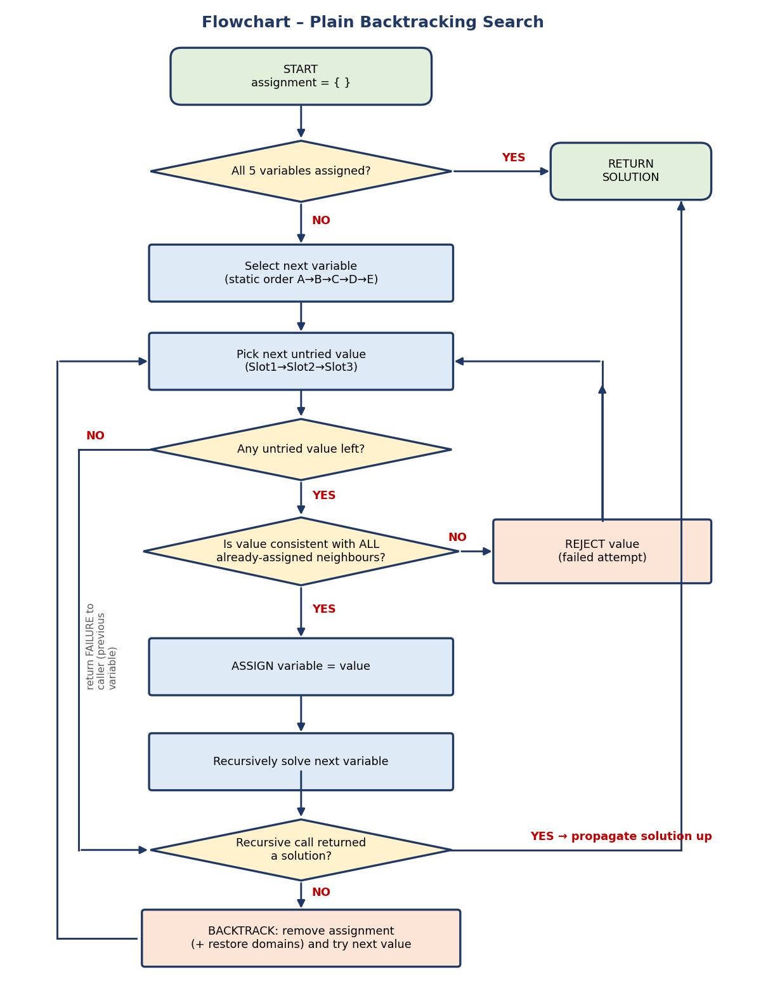 Flowchart – Plain Backtracking Search
START
assignment = { }
All 5 variables assigned?
YES
RETURN
SOLUTION
NO
Select next variable
(static order A→B→C→D→E)
Pick next untried value
(Slot1→Slot2→Slot3)
NO
Any untried value left?
YES
Is value consistent with ALL
already-assigned neighbours?
NO
REJECT value
(failed attempt)
YES
return FAILURE to
caller (previous
variable)
ASSIGN variable = value
Recursively solve next variable
Recursive call returned
a solution?
YES → propagate solution up
NO
BACKTRACK: remove assignment
(+ restore domains) and try next value